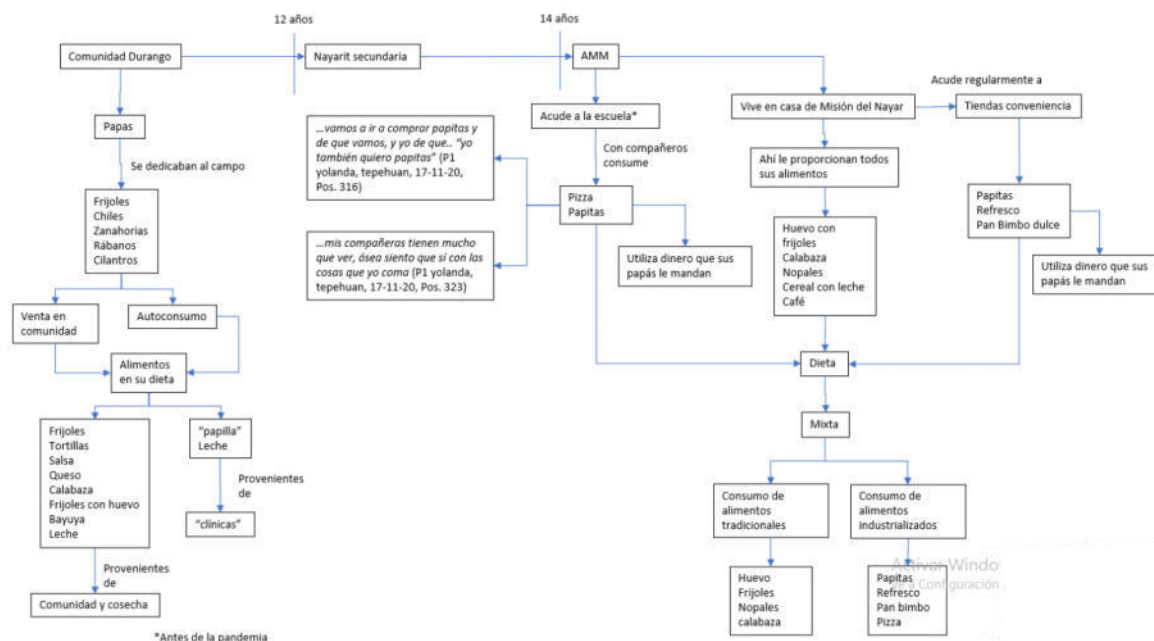 12 años
14 años
Comunidad Durango
Nayarit secundaria
AMM
Acude regularmente a
Vive en casa de Misión del Nayar
Tiendas conveniencia
Papas
Acude a la escuela*
Se dedicaban al campo
…vamos a ir a comprar papitas y
de que vamos, y yo de que.. “yo
también quiero papitas” (P1
yolanda, tepehuan, 17-11-20,
Pos. 316)
Con compañeros
consume
Ahí le proporcionan todos
sus alimentos
Frijoles
Chiles
Zanahorias
Rábanos
Cilantros
Pizza
Papitas
Papitas
Refresco
Pan Bimbo dulce
Huevo con
frijoles
Calabaza
Nopales
Cereal con leche
Café
…mis compañeras tienen mucho
que ver, ósea siento que sí con las
cosas que yo coma (P1 yolanda,
tepehuan, 17-11-20, Pos. 323)
Utiliza dinero que sus
papás le mandan
Utiliza dinero que sus
papás le mandan
Venta en
comunidad
Autoconsumo
Alimentos
en su dieta
Dieta
Mixta
Frijoles
Tortillas
Salsa
Queso
Calabaza
Frijoles con huevo
Bayuya
Leche
“papilla”
Leche
Provenientes
de
“clínicas”
Consumo de
alimentos
tradicionales
Consumo de
alimentos
industrializados
Provenientes
de
Comunidad y cosecha
Huevo
Frijoles
Nopales
calabaza
Papitas
Refresco
Pan bimbo
Pizza
Activar Windo
a Configuración
*Antes de la pandemia